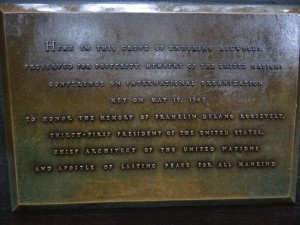 HERE IN THIS GROVE OF ENDURING REDWOODS,
PRESERVED FOR POSTERITY, MEMBERS OF THE UNITED NATIONS
CONFERENCE ON INTERNATIONAL ORGANIZATION
MET ON MAY 19, 1945
TO HONOR THE MEMORY OF FRANKLIN DELANO ROOSEVELT,
THIRTY-FIRST PRESIDENT OF THE UNITED STATES,
CHIEF ARCHITECT OF THE UNITED NATIONS
AND APOSTLE OF LASTING PEACE FOR ALL MANKIND